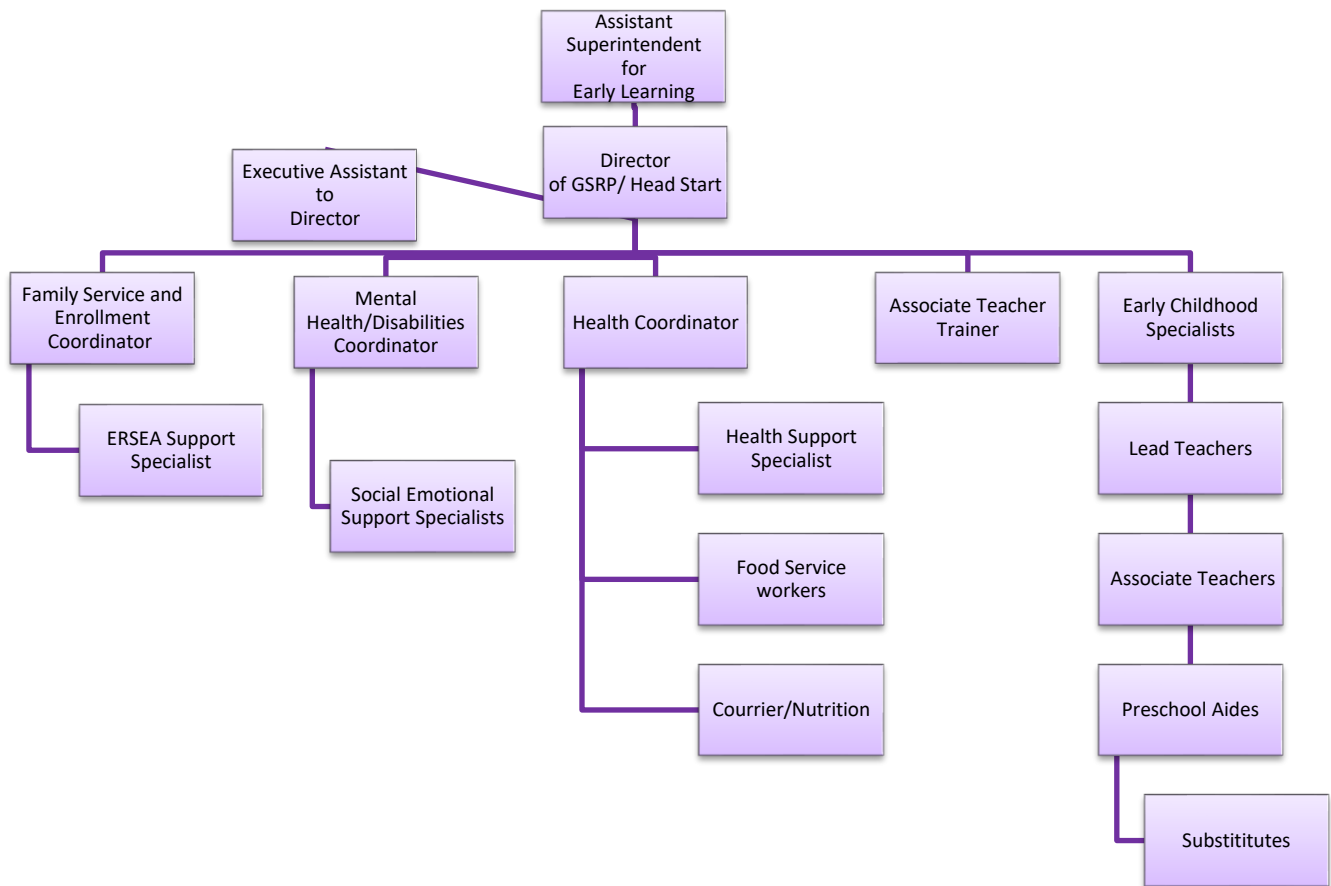 Assistant
Superintendent
for
Early Learning
Director
of GSRP/ Head Start
Executive Assistant
to
Director
Family Service and
Enrollment
Coordinator
Mental
Health/Disabilities
Coordinator
Health Coordinator
Associate Teacher
Trainer
Early Childhood
Specialists
ERSEA Support
Specialist
Social Emotional
Support Specialists
Health Support
Specialist
Food Service
workers
Courrier/Nutrition
Lead Teachers
Associate Teachers
Preschool Aides
Substititutes